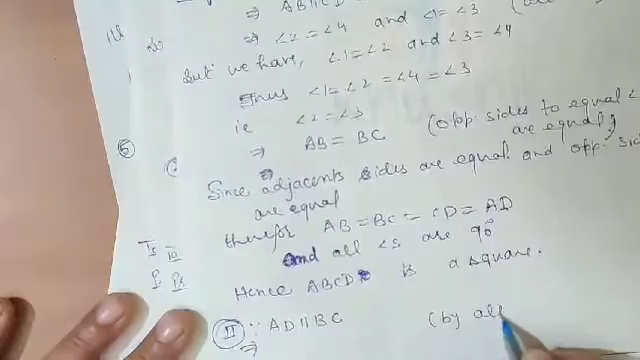 ⇒ AB || CD
⇒ ∠2 = ∠4 and ∠1 = ∠3
But we have, ∠1 = ∠2 and ∠3 = ∠4
Thus ∠1 = ∠2 = ∠4 = ∠3
ie ∠2 = ∠3
⇒ AB = BC (opp. sides to equal ∠ are equal)
Since adjacents sides are equal and opp. sid
are equal
therefor AB = BC = CD = AD
and all ∠s are 90°
Hence ABCD is a square.
(II) ∵ AD || BC (by alt
⇒